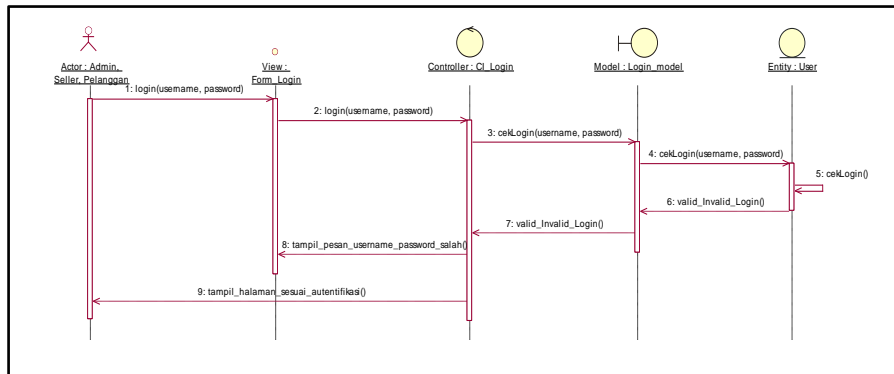 Actor : Admin,
Seller, Pelanggan
View :
Form_Login
Controller : CI_Login
Model : Login_model
Entity : User
1: login(username, password)
2: login(username, password)
3: cekLogin(username, password)
4: cekLogin(username, password)
5: cekLogin()
6: valid_Invalid_Login()
7: valid_Invalid_Login()
8: tampil_pesan_username_password_salah()
9: tampil_halaman_sesuai_autentifikasi()